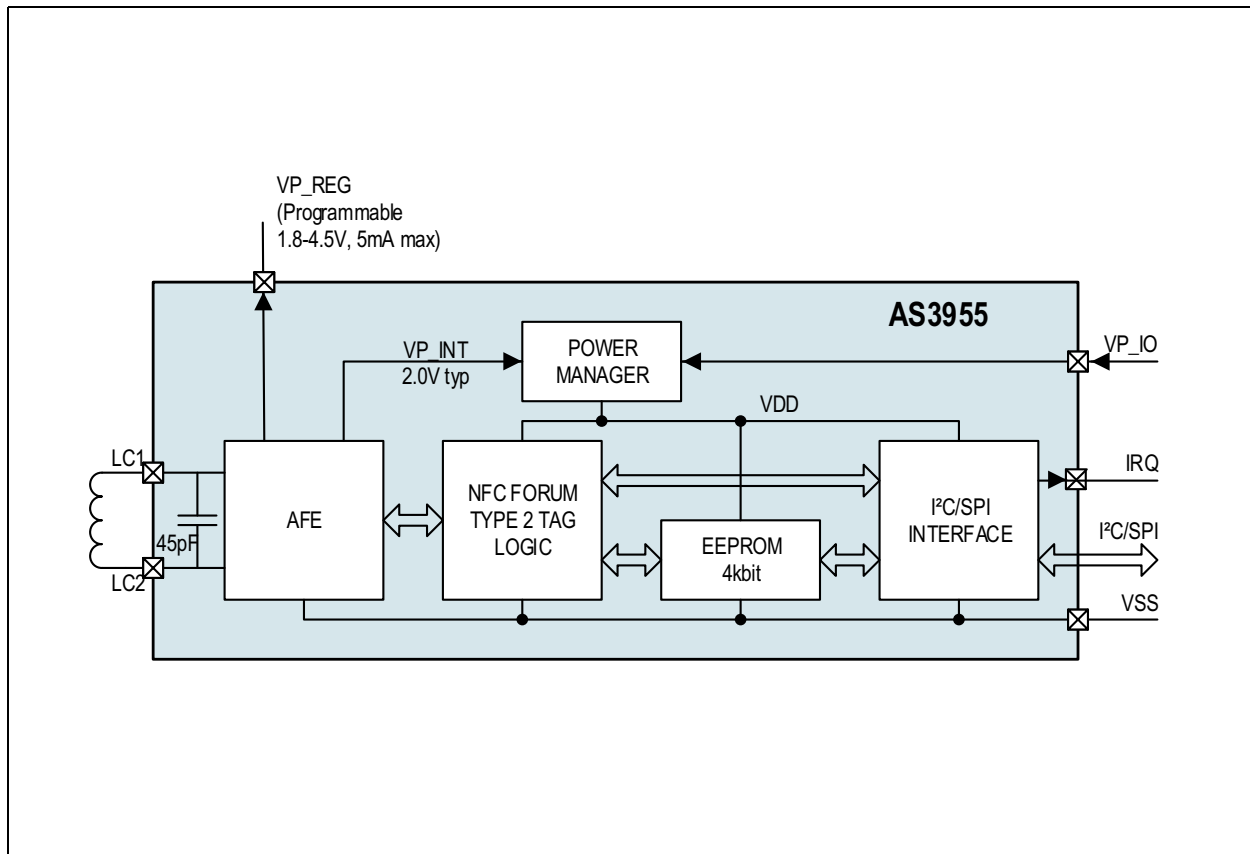 VP_REG
(Programmable
1.8-4.5V, 5mA max)
AS3955
VP_INT
2.0V typ
POWER
MANAGER
VP_IO
VDD
LC1
45pF
LC2
AFE
NFC FORUM
TYPE 2 TAG
LOGIC
EEPROM
4kbit
I²C/SPI
INTERFACE
IRQ
I²C/SPI
VSS